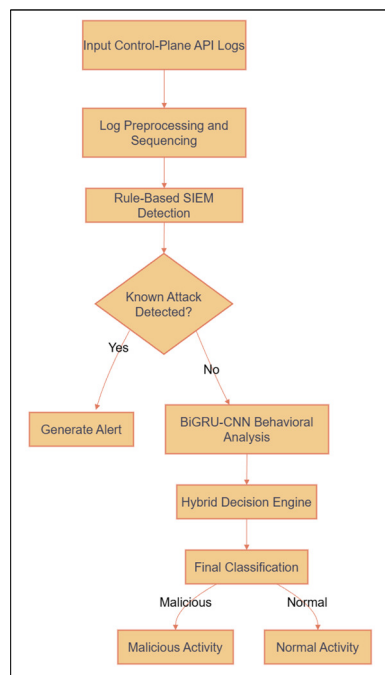 Input Control-Plane API Logs
Log Preprocessing and
Sequencing
Rule-Based SIEM
Detection
Known Attack
Detected?
Yes
No
Generate Alert
BiGRU-CNN Behavioral
Analysis
Hybrid Decision Engine
Final Classification
Malicious
Normal
Malicious Activity
Normal Activity